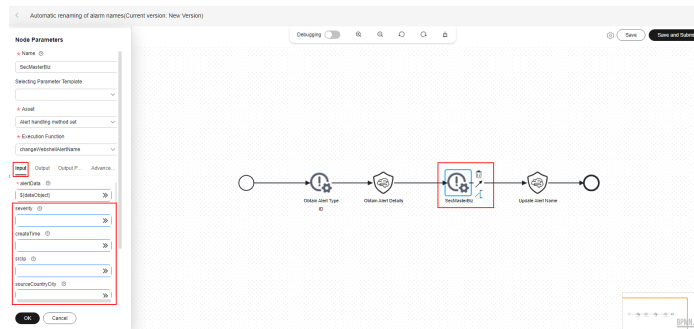 Automatic renaming of alarm names(Current version: New Version)
Debugging
Save
Save and Submi
Node Parameters
* Name
SecMasterBiz
Selecting Parameter Template
* Asset
Alert handling method set
* Execution Function
changeWebshellAlertName
Input Output Output P... Advance...
* alertData
${dataObject}
severity
createTime
srcIp
sourceCountryCity
OK
Cancel
Obtain Alert Type
ID
Obtain Alert Details
SecMasterBiz
Update Alert Name